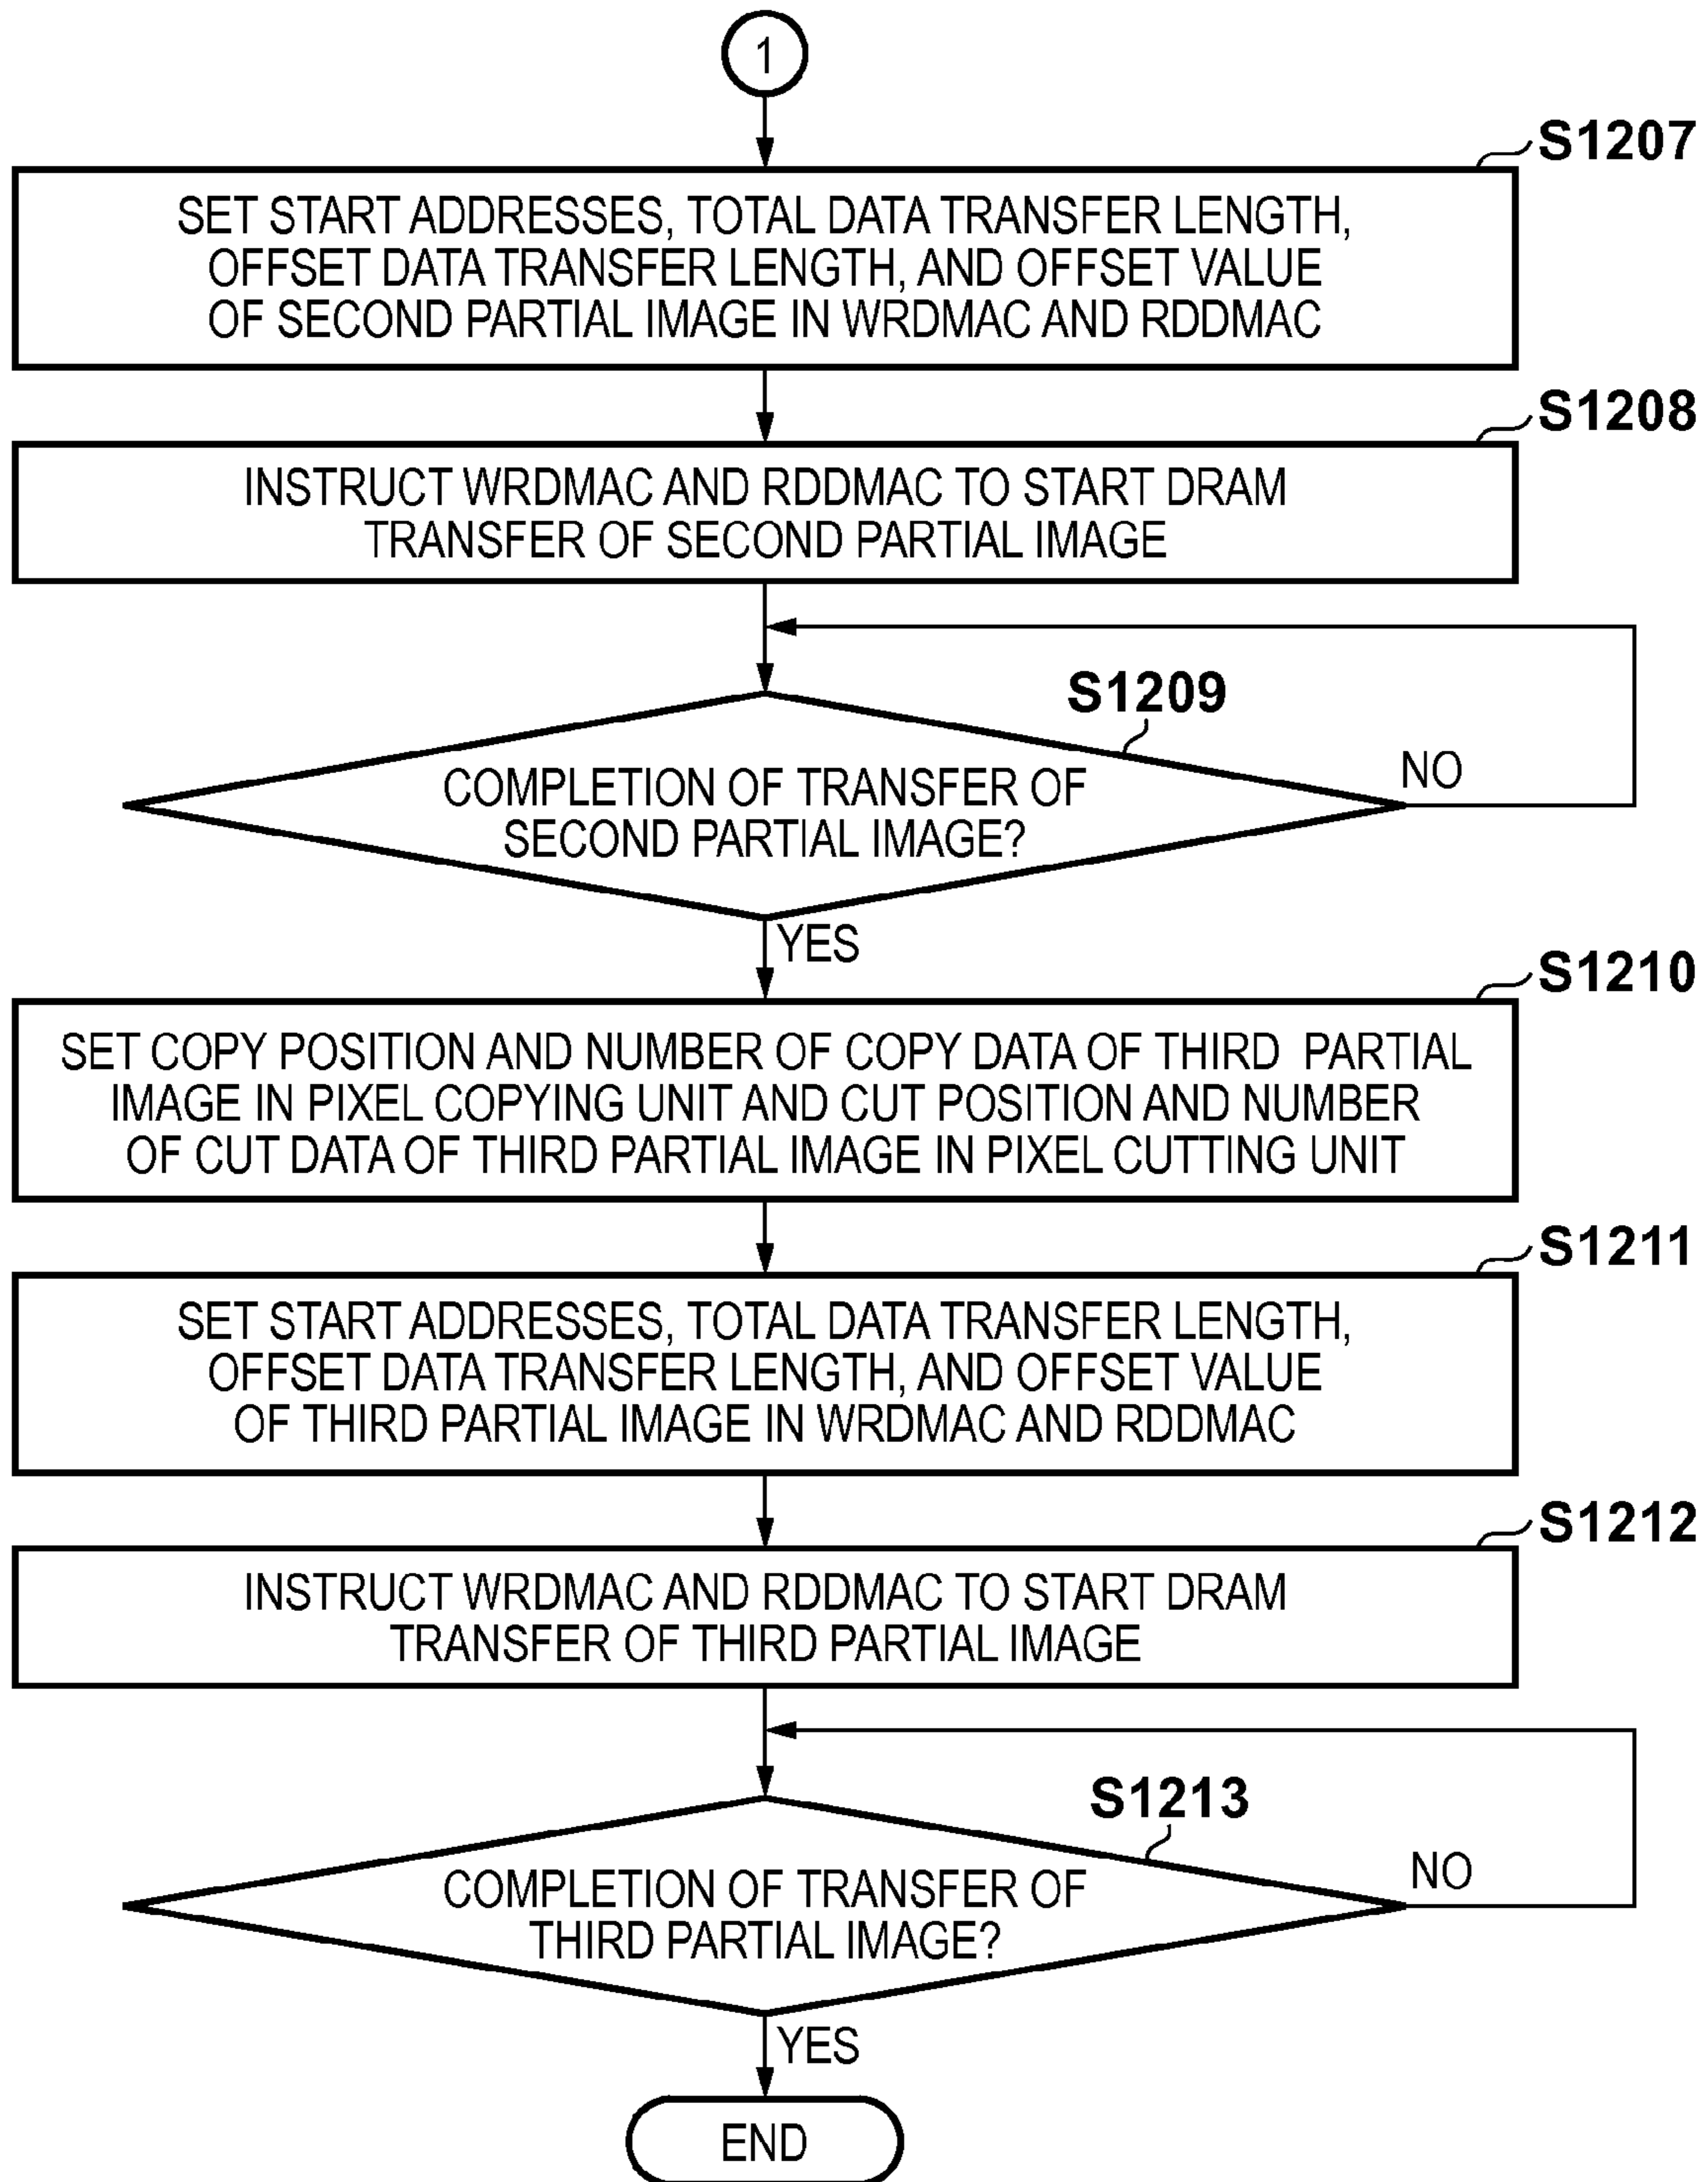 1
S1207
SET START ADDRESSES, TOTAL DATA TRANSFER LENGTH,
OFFSET DATA TRANSFER LENGTH, AND OFFSET VALUE
OF SECOND PARTIAL IMAGE IN WRDMAC AND RDDMAC
S1208
INSTRUCT WRDMAC AND RDDMAC TO START DRAM
TRANSFER OF SECOND PARTIAL IMAGE
S1209
COMPLETION OF TRANSFER OF
SECOND PARTIAL IMAGE?
NO
YES
S1210
SET COPY POSITION AND NUMBER OF COPY DATA OF THIRD PARTIAL
IMAGE IN PIXEL COPYING UNIT AND CUT POSITION AND NUMBER
OF CUT DATA OF THIRD PARTIAL IMAGE IN PIXEL CUTTING UNIT
S1211
SET START ADDRESSES, TOTAL DATA TRANSFER LENGTH,
OFFSET DATA TRANSFER LENGTH, AND OFFSET VALUE
OF THIRD PARTIAL IMAGE IN WRDMAC AND RDDMAC
S1212
INSTRUCT WRDMAC AND RDDMAC TO START DRAM
TRANSFER OF THIRD PARTIAL IMAGE
S1213
COMPLETION OF TRANSFER OF
THIRD PARTIAL IMAGE?
NO
YES
END